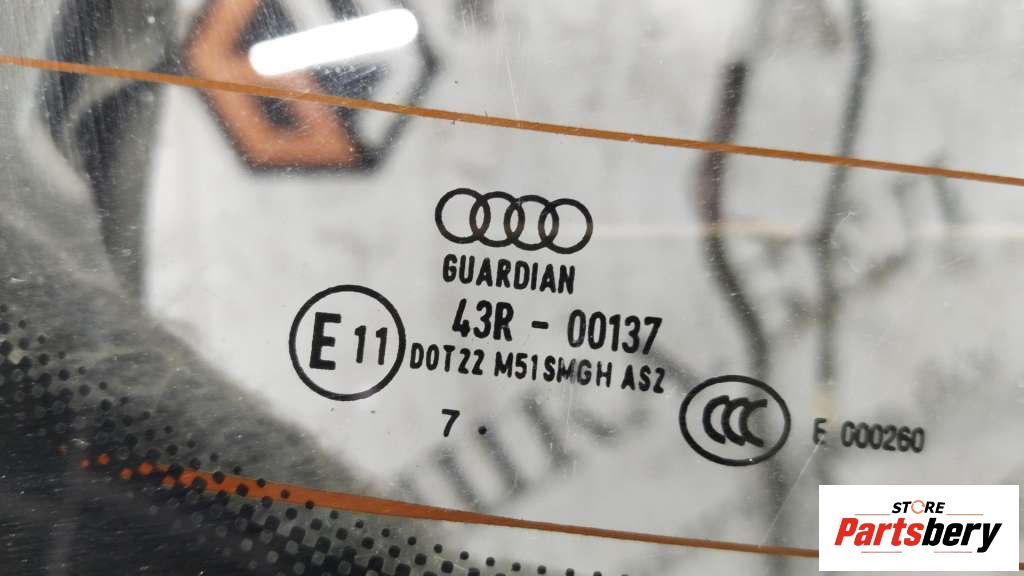 GUARDIAN
43R - 00137
E 11
DOT22 M51SMGH AS2
7 .
CCC
E 000260
STORE
Partsbery